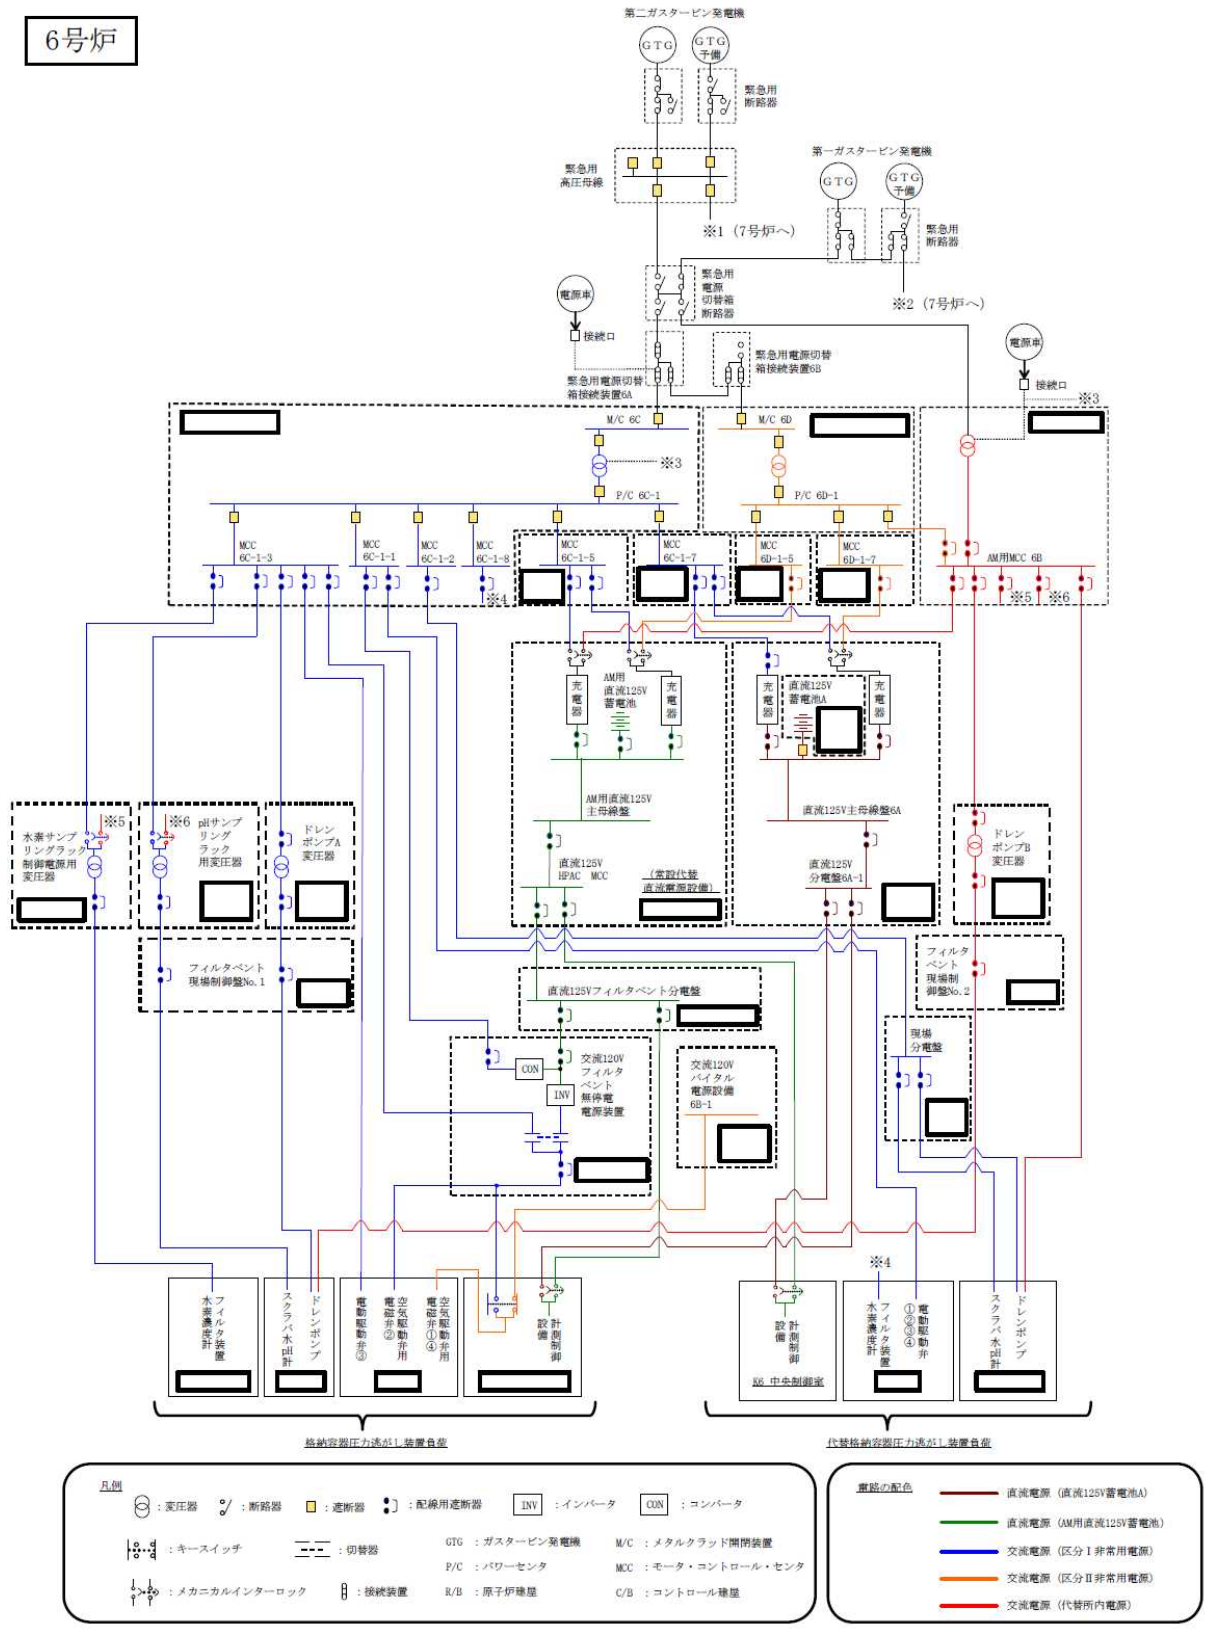 6号炉
第二ガスタービン発電機
GTG
GTG
予備
緊急用
断路器
緊急用
高圧母線
※1 (7号炉へ)
第一ガスタービン発電機
GTG
GTG
予備
緊急用
断路器
※2 (7号炉へ)
緊急用
電源
切替箱
断路器
電源車
接続口
緊急用電源切替
箱接続装置6A
緊急用電源切替
箱接続装置6B
電源車
接続口
※3
M/C 6C
※3
P/C 6C-1
M/C 6D
P/C 6D-1
MCC
6C-1-3
MCC
6C-1-1
MCC
6C-1-2
MCC
6C-1-8
※4
MCC
6C-1-5
MCC
6C-1-7
MCC
6D-1-5
MCC
6D-1-7
AM用MCC 6B
※5
※6
充電器
AM用
直流125V
蓄電池
充電器
AM用直流125V
主母線盤
直流125V
HPAC MCC
(常設代替
直流電源設備)
充電器
直流125V
蓄電池A
充電器
直流125V主母線盤6A
直流125V
分電盤6A-1
※5
水素サンプ
リングラック
制御電源用
変圧器
※6
pHサンプ
リング
ラック
用変圧器
ドレン
ポンプA
変圧器
ドレン
ポンプB
変圧器
フィルタベント
現場制御盤No.1
フィルタ
ベント
現場制
御盤No.2
直流125Vフィルタベント分電盤
CON
INV
交流120V
フィルタ
ベント
無停電
電源装置
交流120V
バイタル
電源設備
6B-1
現場
分電盤
フィルタ装置
水素濃度計
スクラバ水pH計
ドレンポンプ
電動駆動弁③
空気駆動弁用
電磁弁②
空気駆動弁用
電磁弁①④
計測制御
設備
計測制御
設備
K6 中央制御室
※4
フィルタ装置
水素濃度計
電動駆動弁
①②③④
スクラバ水pH計
ドレンポンプ
格納容器圧力逃がし装置負荷
代替格納容器圧力逃がし装置負荷
凡例
：変圧器
：断路器
：遮断器
：配線用遮断器
INV ：インバータ
CON ：コンバータ
：キースイッチ
：切替器
GTG ：ガスタービン発電機
M/C ：メタルクラッド開閉装置
P/C ：パワーセンタ
MCC ：モータ・コントロール・センタ
：メカニカルインターロック
：接続装置
R/B ：原子炉建屋
C/B ：コントロール建屋
電路の配色
直流電源 (直流125V蓄電池A)
直流電源 (AM用直流125V蓄電池)
交流電源 (区分Ⅰ非常用電源)
交流電源 (区分Ⅱ非常用電源)
交流電源 (代替所内電源)